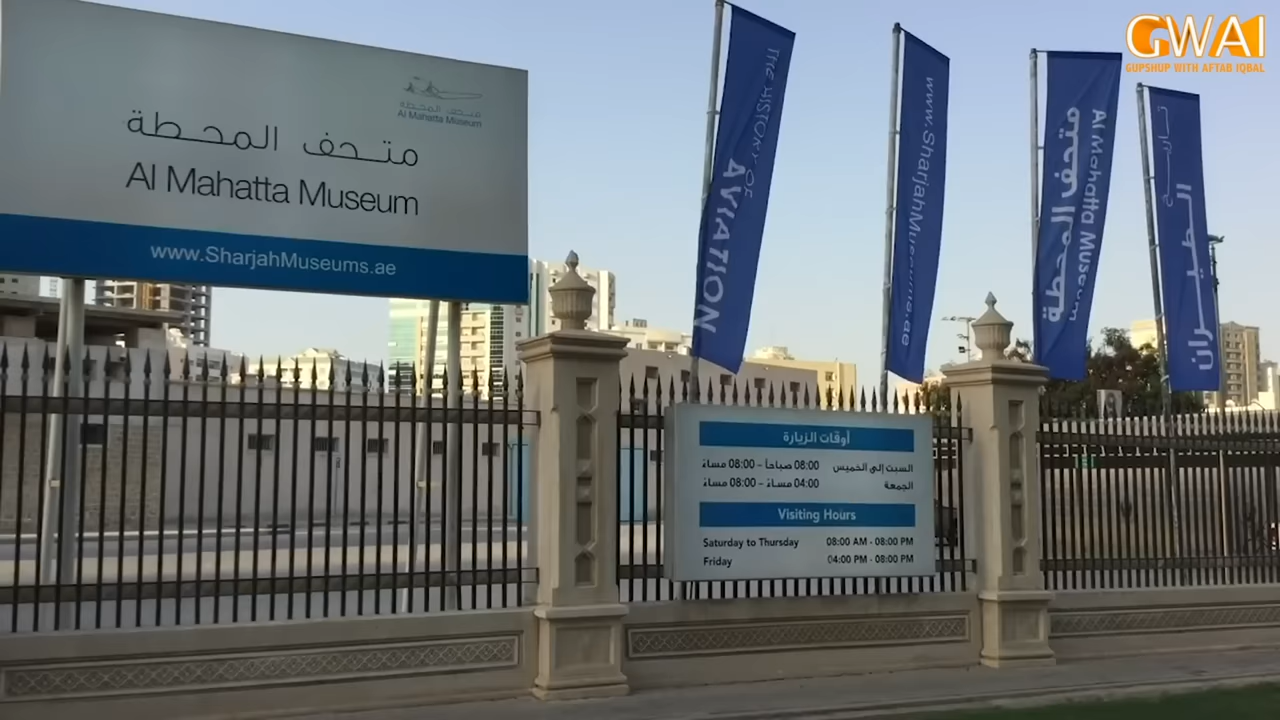 متحف المحطة
Al Mahatta Museum
متحف المحطة
Al Mahatta Museum
www.SharjahMuseums.ae
THE HISTORY OF
AVIATION
www.SharjahMuseums.ae
متحف المحطة
Al Mahatta Museum
تاريخ
الطيــران
GWAI
GUPSHUP WITH AFTAB IQBAL
أوقات الزيارة
السبت إلى الخميس 08:00 صباحاً – 08:00 مساءً
الجمعة 04:00 مساءً – 08:00 مساءً
Visiting Hours
Saturday to Thursday 08:00 AM - 08:00 PM
Friday 04:00 PM - 08:00 PM